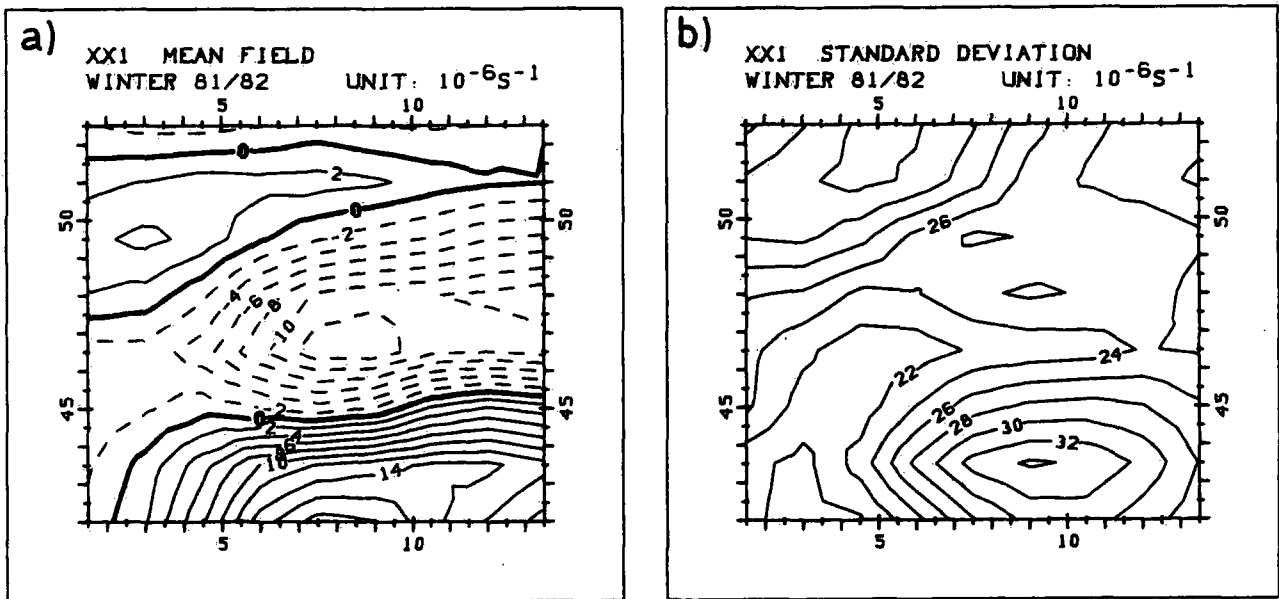 a)
XX1 MEAN FIELD
WINTER 81/82 UNIT: 10⁻⁶S⁻¹
5 10
0
2
50 0 50
-2
-4
-6
-8
-10
45 0 -2 45
2
4
6
10
14
5 10
b)
XX1 STANDARD DEVIATION
WINTER 81/82 UNIT: 10⁻⁶S⁻¹
5 10
50 26 50
24
22
45 26 45
28 30
32
5 10